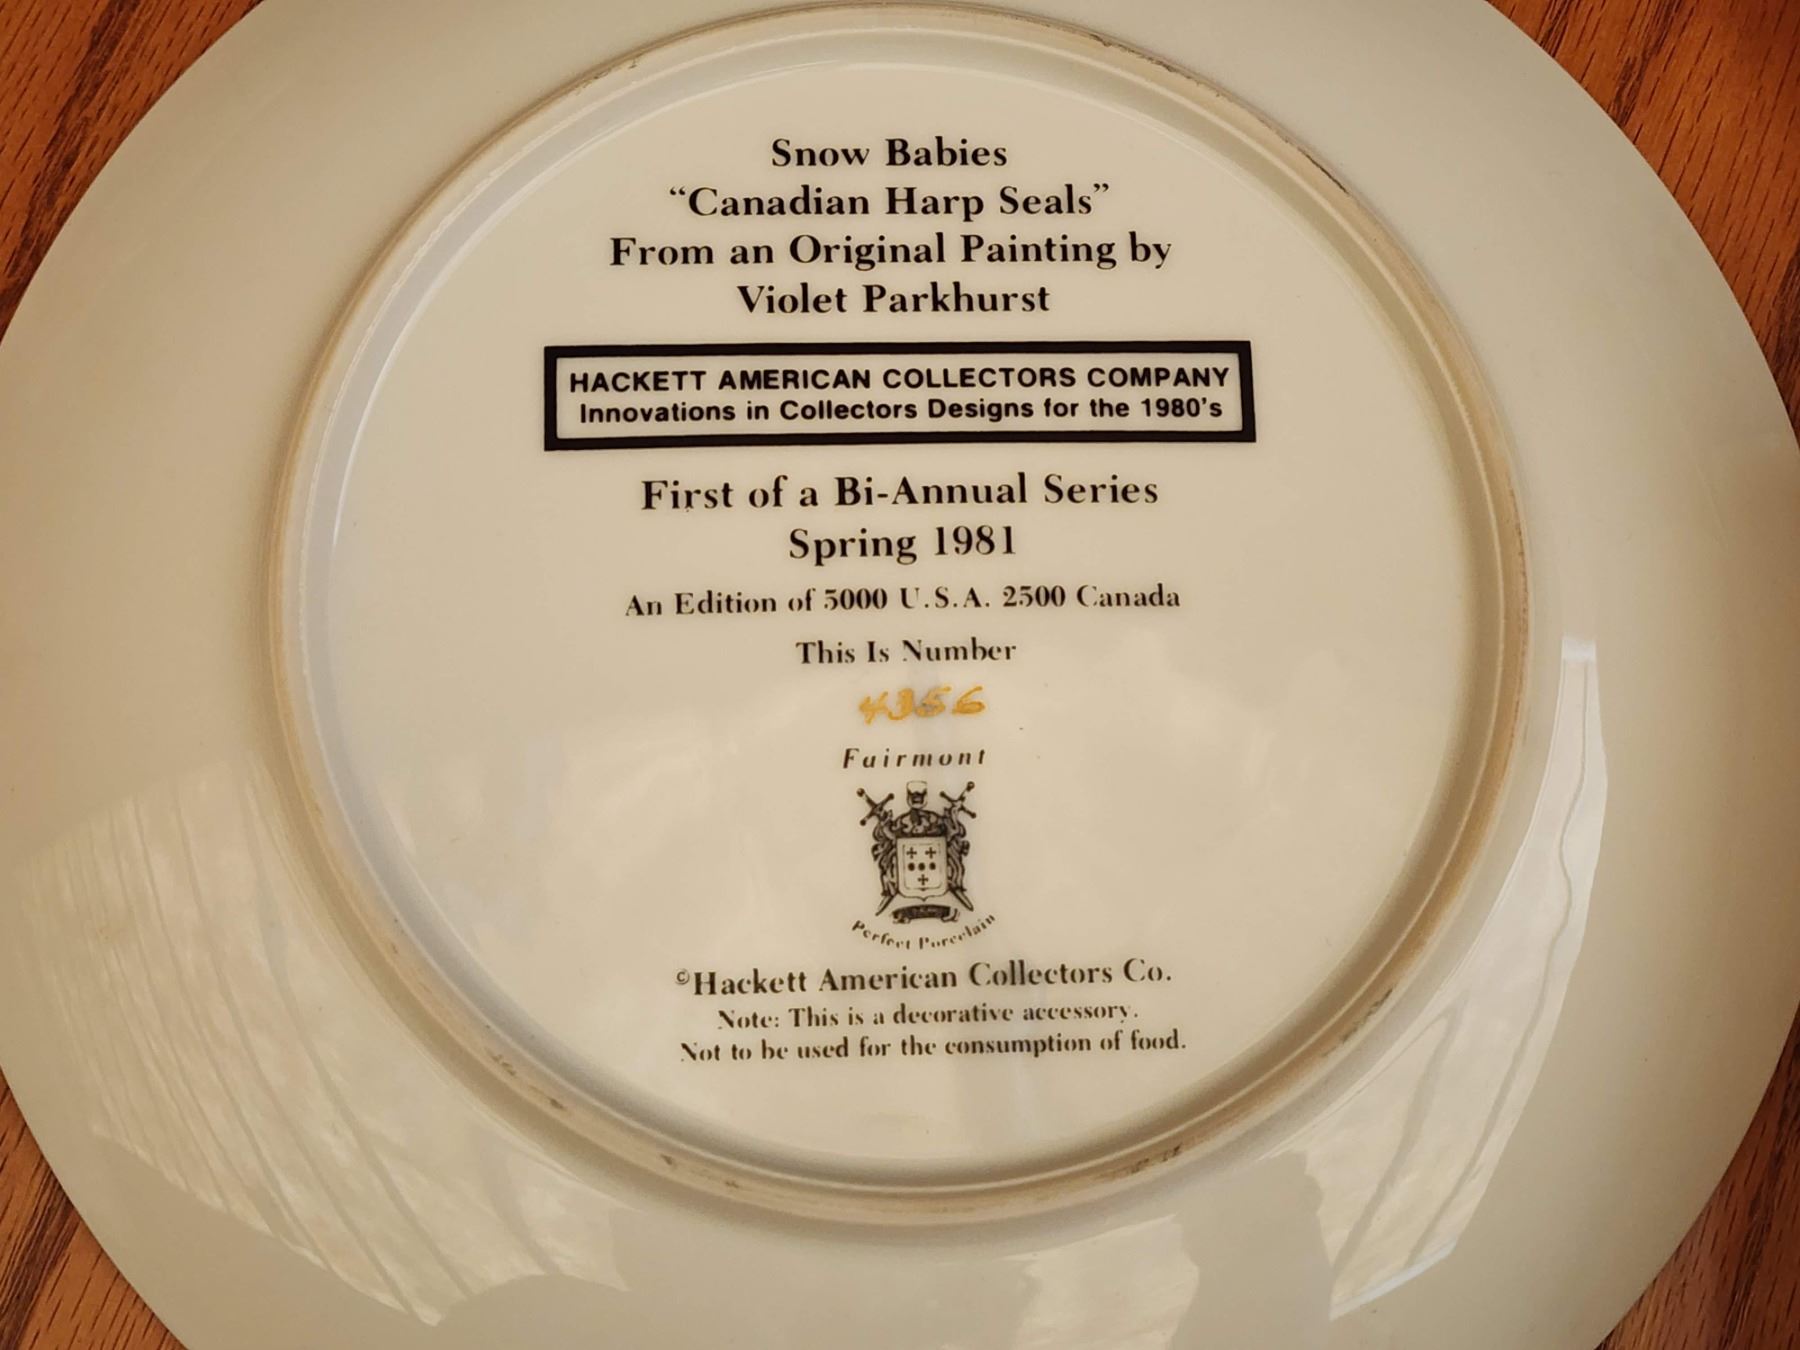 Snow Babies
“Canadian Harp Seals”
From an Original Painting by
Violet Parkhurst
HACKETT AMERICAN COLLECTORS COMPANY
Innovations in Collectors Designs for the 1980's
First of a Bi-Annual Series
Spring 1981
An Edition of 5000 U.S.A. 2500 Canada
This Is Number
4356
Fairmont
Perfect Porcelain
©Hackett American Collectors Co.
Note: This is a decorative accessory.
Not to be used for the consumption of food.